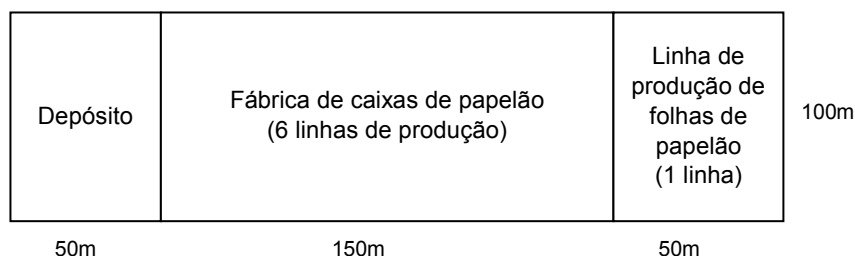 Depósito
Fábrica de caixas de papelão
(6 linhas de produção)
Linha de
produção de
folhas de
papelão
(1 linha)
100m
50m
150m
50m